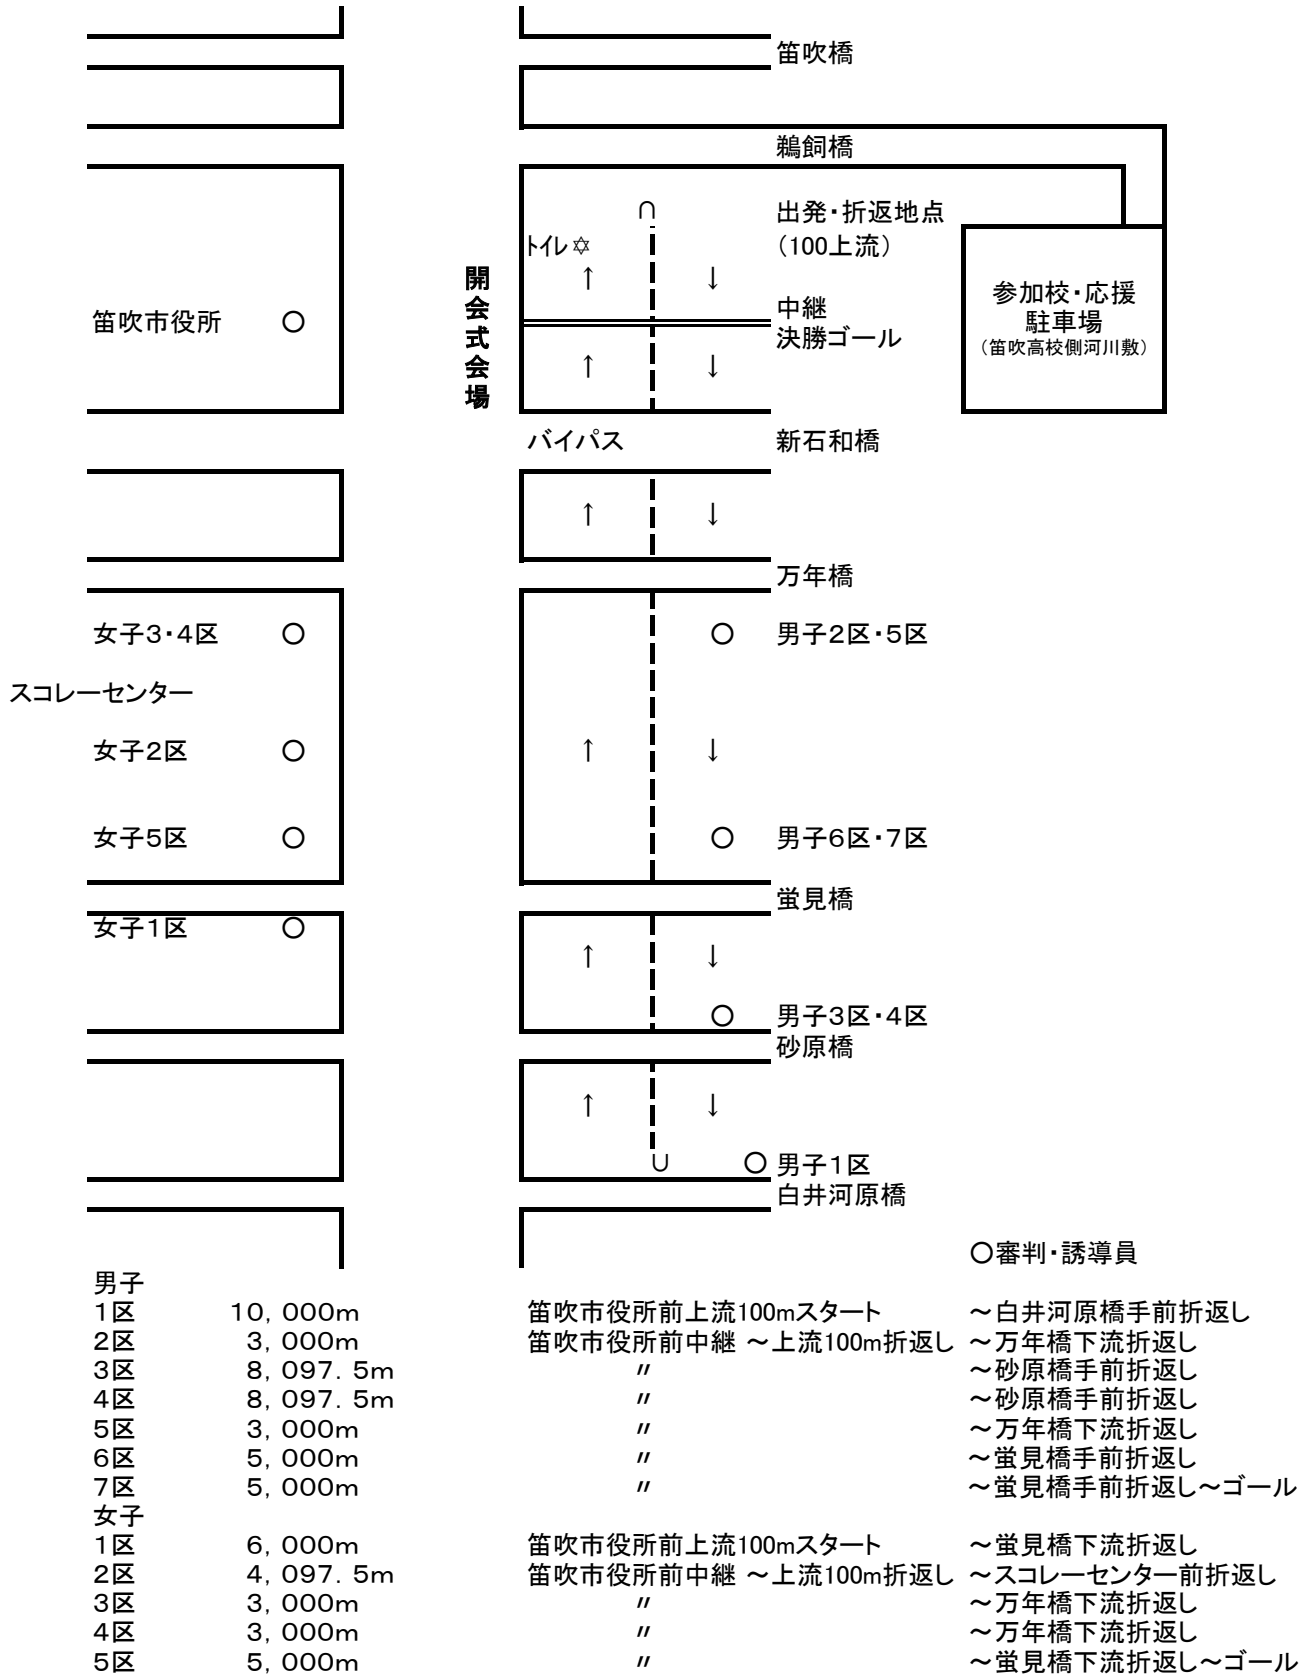 笛吹橋
鵜飼橋
出発・折返地点
トイレ✡ (100上流)
開会式会場
中継
笛吹市役所 ○
決勝ゴール
参加校・応援
駐車場
(笛吹高校側河川敷)
バイパス 新石和橋
万年橋
女子3・4区 ○ ○ 男子2区・5区
スコレーセンター
女子2区 ○
女子5区 ○ ○ 男子6区・7区
蛍見橋
女子1区 ○
○ 男子3区・4区
砂原橋
○ 男子1区
白井河原橋
○審判・誘導員
男子
1区 10,000m 笛吹市役所前上流100mスタート ~白井河原橋手前折返し
2区 3,000m 笛吹市役所前中継 ~上流100m折返し ~万年橋下流折返し
3区 8,097.5m 〃 ~砂原橋手前折返し
4区 8,097.5m 〃 ~砂原橋手前折返し
5区 3,000m 〃 ~万年橋下流折返し
6区 5,000m 〃 ~蛍見橋手前折返し
7区 5,000m 〃 ~蛍見橋手前折返し~ゴール
女子
1区 6,000m 笛吹市役所前上流100mスタート ~蛍見橋下流折返し
2区 4,097.5m 笛吹市役所前中継 ~上流100m折返し ~スコレーセンター前折返し
3区 3,000m 〃 ~万年橋下流折返し
4区 3,000m 〃 ~万年橋下流折返し
5区 5,000m 〃 ~蛍見橋下流折返し~ゴール